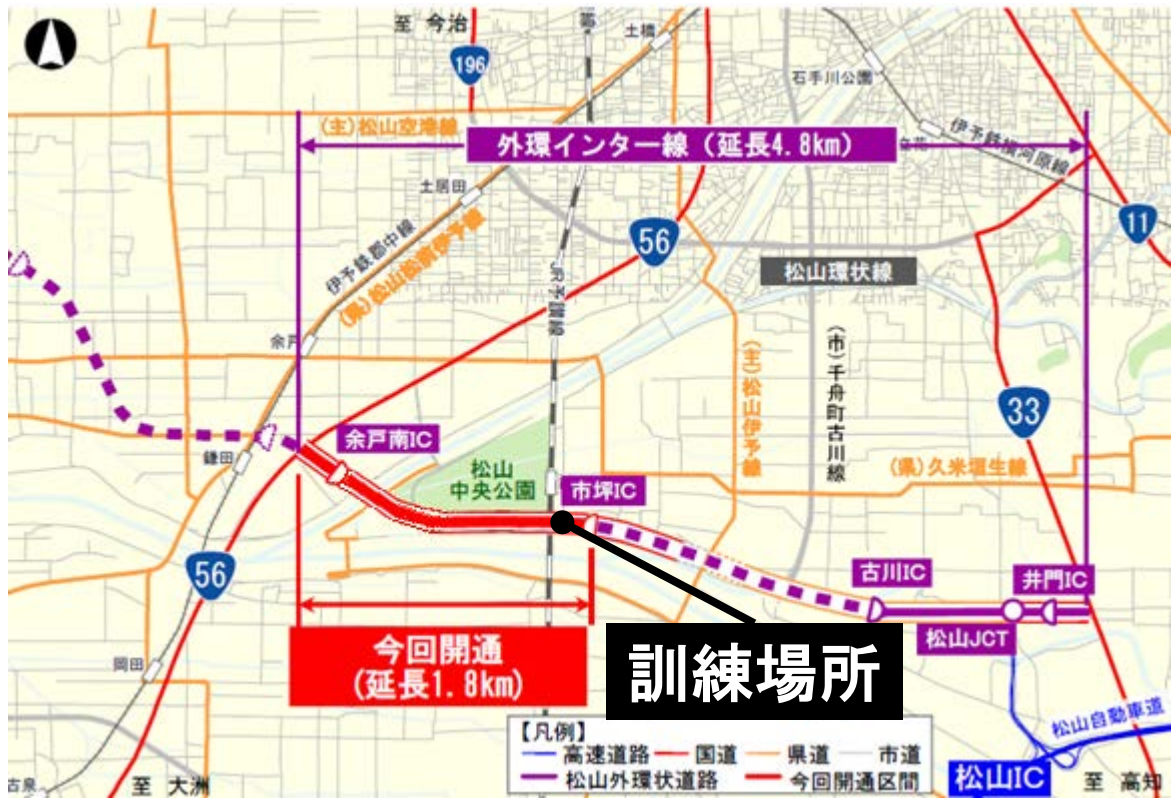 至 今治
土橋
196
石手川公園
(主)松山空港線
外環インター線（延長4.8km）
伊予鉄横河原線
土居田
56
11
伊予鉄郡中線
JR予讃線
松山環状線
余戸
(主)松山伊予線
(市)千舟町古川線
33
余戸南IC
鎌田
松山
中央公園
市坪IC
(県)久米垣生線
56
古川IC
井門IC
今回開通
(延長1.8km)
松山JCT
岡田
訓練場所
松山自動車道
【凡例】
高速道路
国道
県道
市道
松山外環状道路
今回開通区間
古泉
至 大洲
松山IC
至 高知